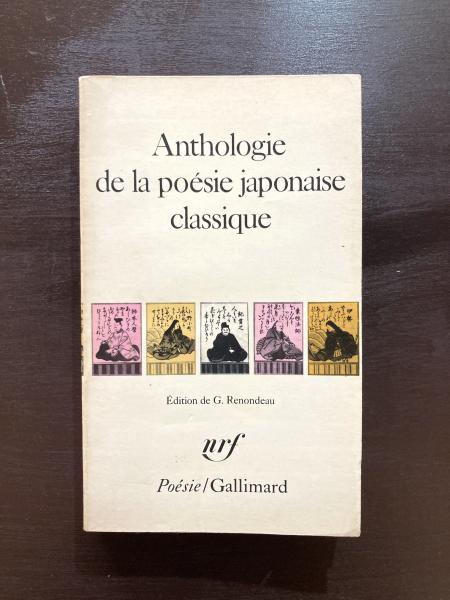 Anthologie
de la poésie japonaise
classique
Édition de G. Renondeau
nrf
Poésie/Gallimard